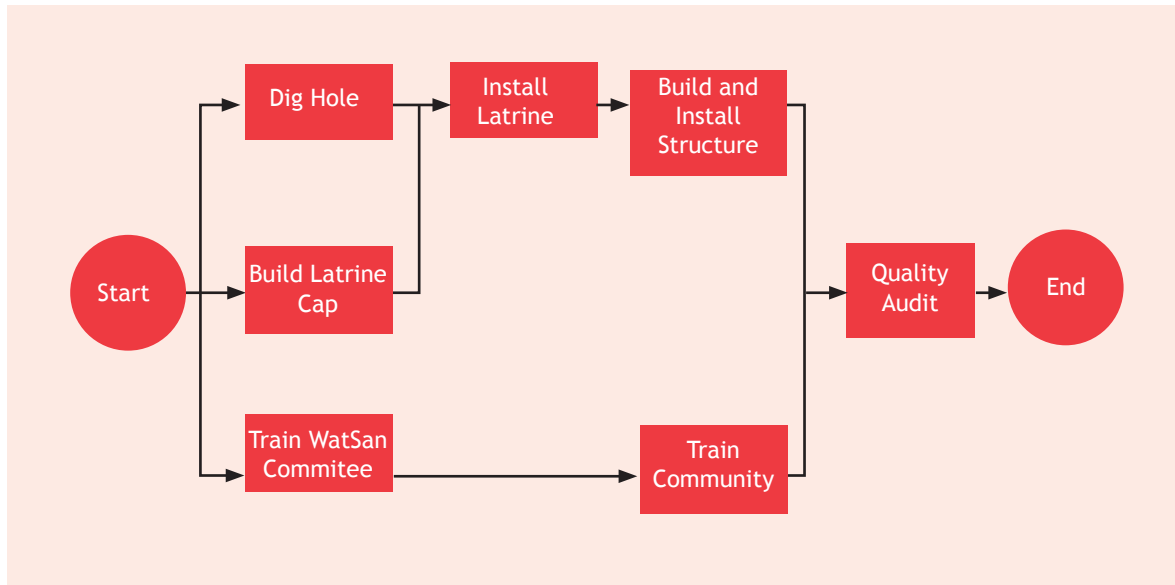 Start
Dig Hole
Build Latrine
Cap
Train WatSan
Commitee
Install
Latrine
Build and
Install
Structure
Train
Community
Quality
Audit
End